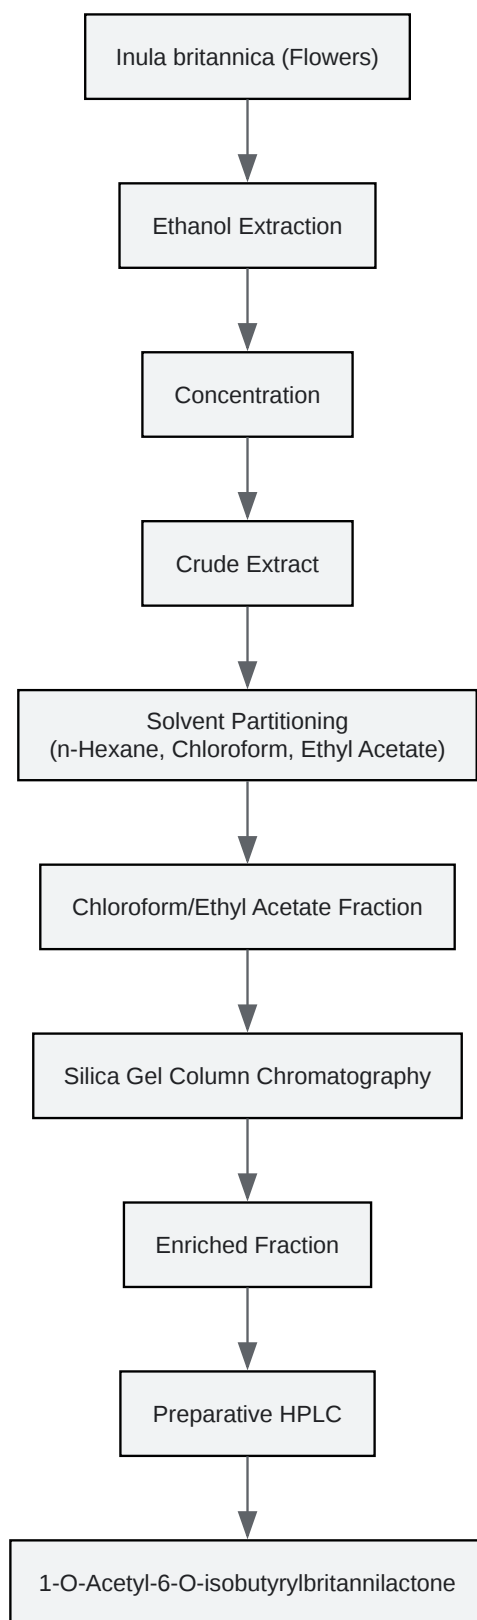 Inula britannica (Flowers)
Ethanol Extraction
Concentration
Crude Extract
Solvent Partitioning
(n-Hexane, Chloroform, Ethyl Acetate)
Chloroform/Ethyl Acetate Fraction
Silica Gel Column Chromatography
Enriched Fraction
Preparative HPLC
1-O-Acetyl-6-O-isobutyrylbritannilactone